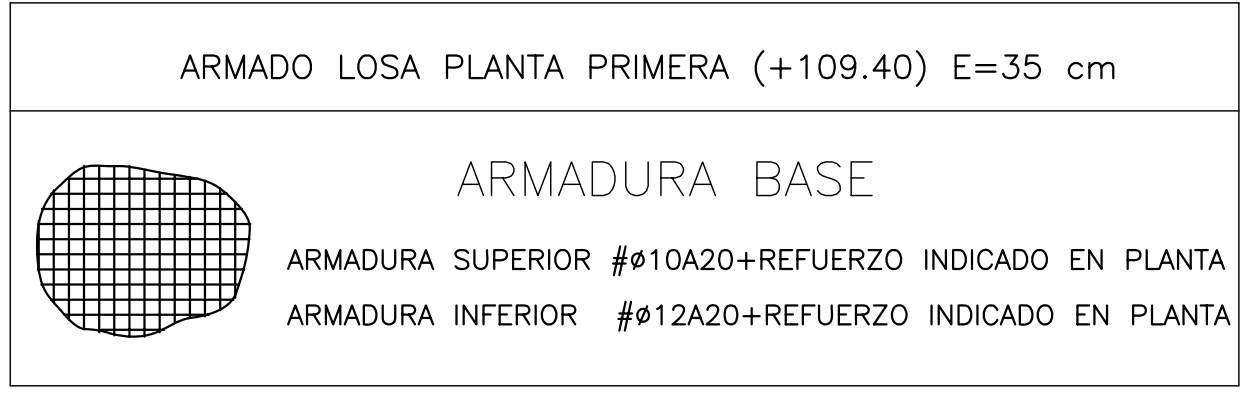 ARMADO LOSA PLANTA PRIMERA (+109.40) E=35 cm
ARMADURA BASE
ARMADURA SUPERIOR #ø10A20+REFUERZO INDICADO EN PLANTA
ARMADURA INFERIOR #ø12A20+REFUERZO INDICADO EN PLANTA